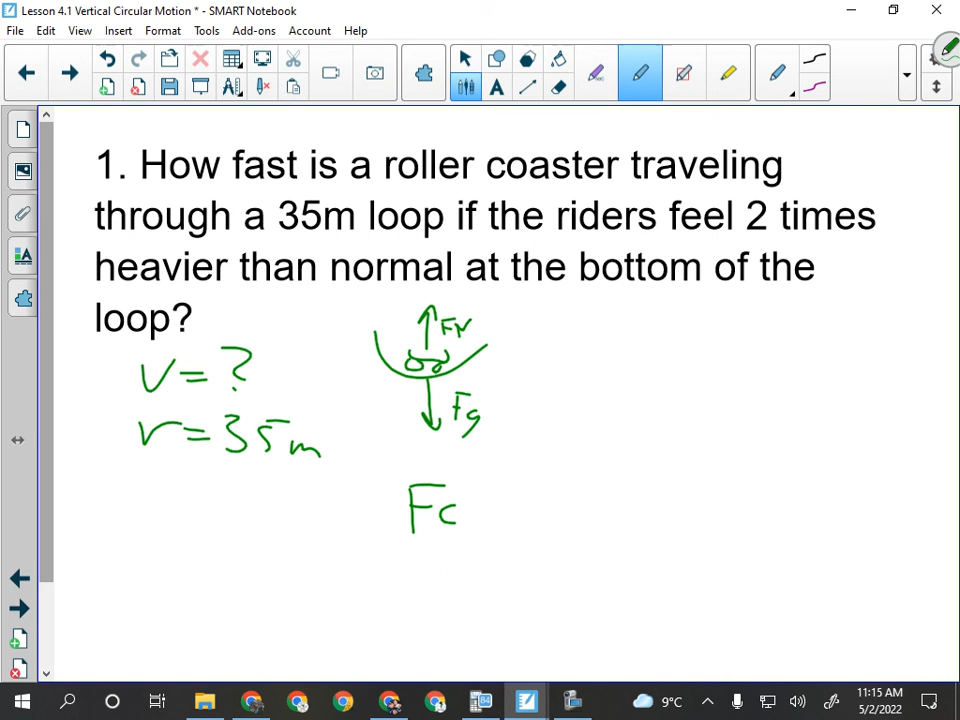 Lesson 4.1 Vertical Circular Motion * - SMART Notebook
File Edit View Insert Format Tools Add-ons Account Help
1. How fast is a roller coaster traveling
through a 35m loop if the riders feel 2 times
heavier than normal at the bottom of the
loop?
FN
v = ?
Fg
r = 35m
Fc
84
9°C
11:15 AM
5/2/2022